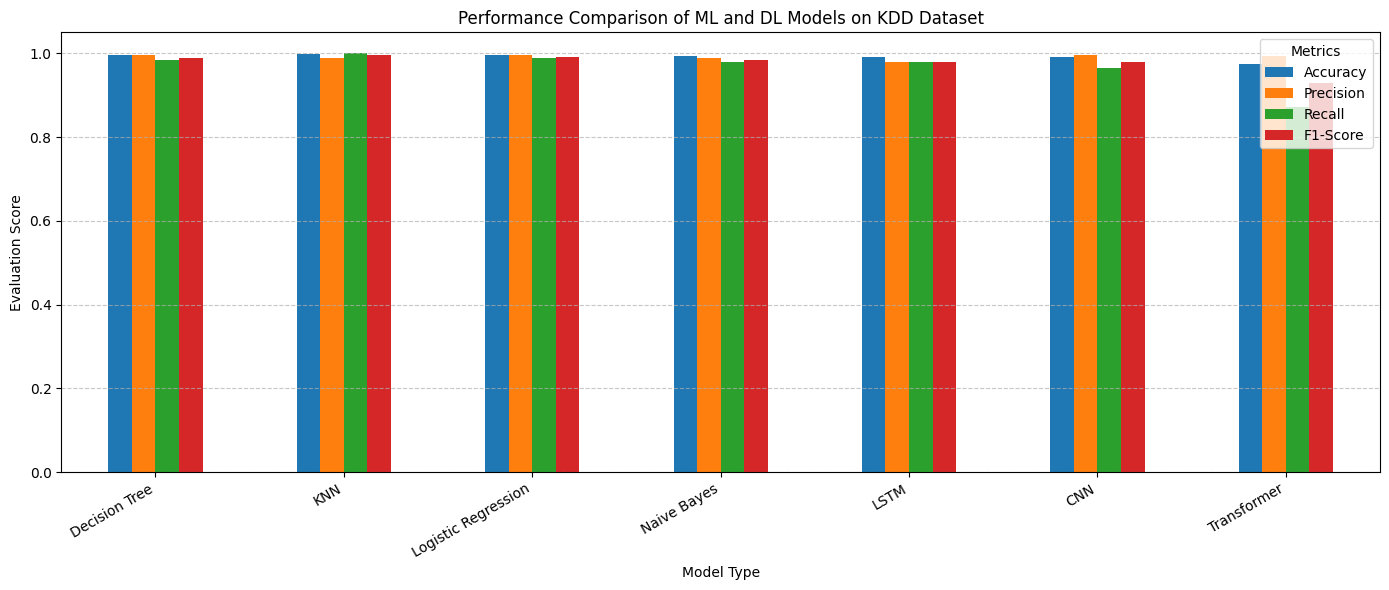 Performance Comparison of ML and DL Models on KDD Dataset
Metrics
Accuracy
Precision
Recall
F1-Score
Evaluation Score
1.0
0.8
0.6
0.4
0.2
0.0
Decision Tree
KNN
Logistic Regression
Naive Bayes
LSTM
CNN
Transformer
Model Type